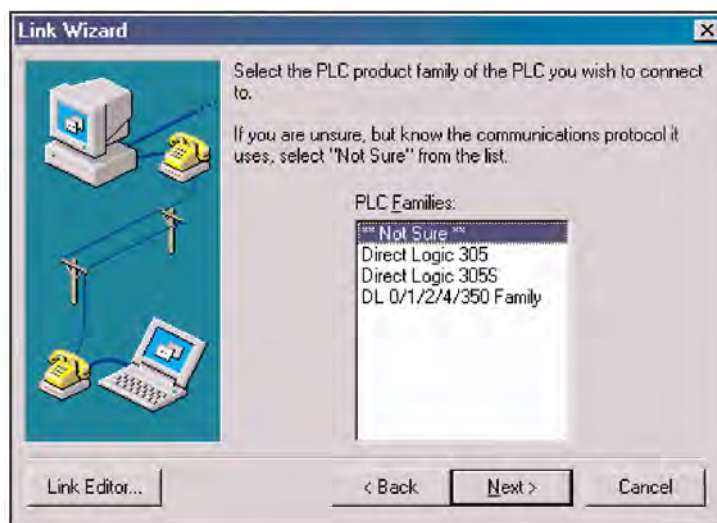 Link Wizard
Select the PLC product family of the PLC you wish to connect
to.
If you are unsure, but know the communications protocol it
uses, select "Not Sure" from the list.
PLC Families:
** Not Sure **
Direct Logic 305
Direct Logic 305S
DL 0/1/2/4/350 Family
Link Editor...
< Back
Next >
Cancel